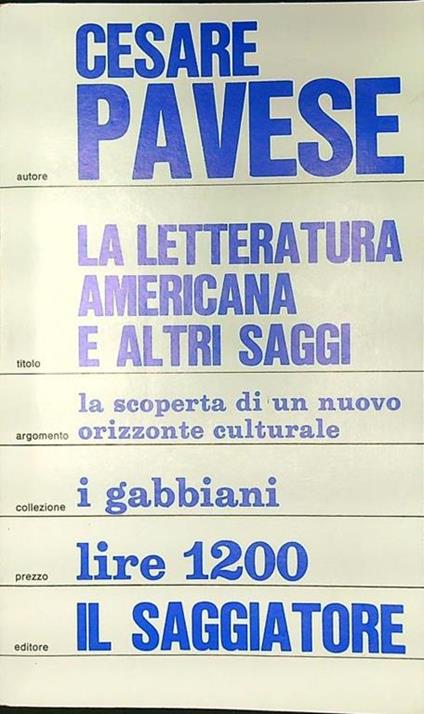 CESARE
autore PAVESE
LA LETTERATURA
AMERICANA
titolo E ALTRI SAGGI
la scoperta di un nuovo
argomento orizzonte culturale
collezione i gabbiani
prezzo lire 1200
editore IL SAGGIATORE